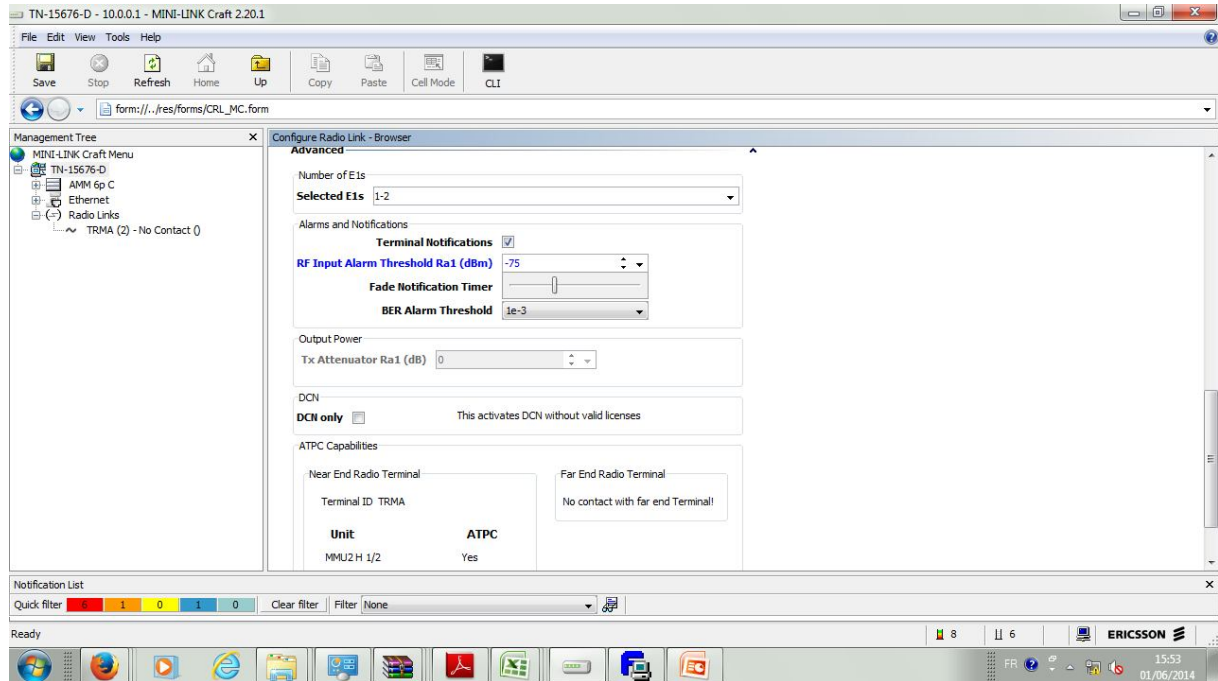 TN-15676-D - 10.0.0.1 - MINI-LINK Craft 2.20.1
File Edit View Tools Help
Save Stop Refresh Home Up Copy Paste Cell Mode CLI
form://../res/forms/CRL_MC.form
Management Tree
MINI-LINK Craft Menu
TN-15676-D
AMM 6p C
Ethernet
Radio Links
TRMA (2) - No Contact ()
Configure Radio Link - Browser
Advanced
Number of E1s
Selected E1s 1-2
Alarms and Notifications
Terminal Notifications
RF Input Alarm Threshold Ra1 (dBm) -75
Fade Notification Timer
BER Alarm Threshold 1e-3
Output Power
Tx Attenuator Ra1 (dB) 0
DCN
DCN only This activates DCN without valid licenses
ATPC Capabilities
Near End Radio Terminal
Terminal ID TRMA
Unit ATPC
MMU2 H 1/2 Yes
Far End Radio Terminal
No contact with far end Terminal!
Notification List
Quick filter 6 1 0 1 0 Clear filter Filter None
Ready 8 6 ERICSSON
FR 15:53
01/06/2014